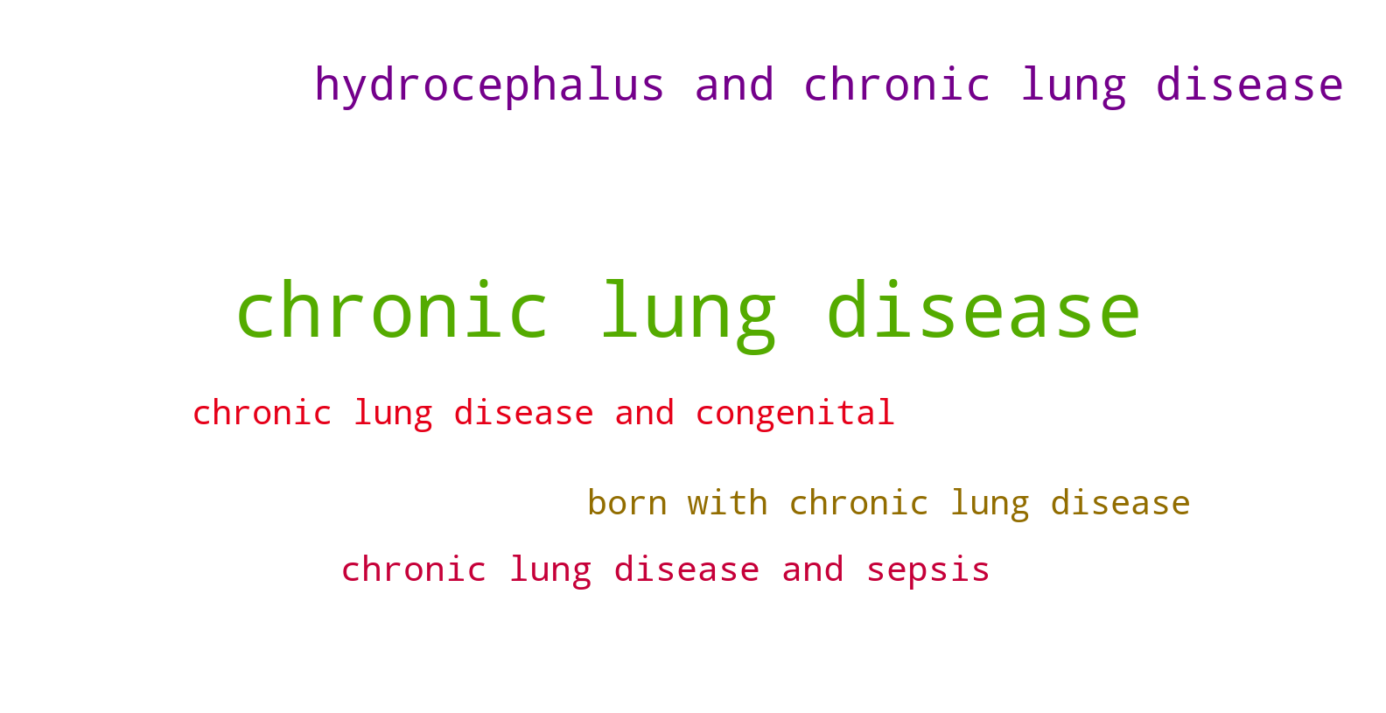 hydrocephalus and chronic lung disease
chronic lung disease
chronic lung disease and congenital
born with chronic lung disease
chronic lung disease and sepsis